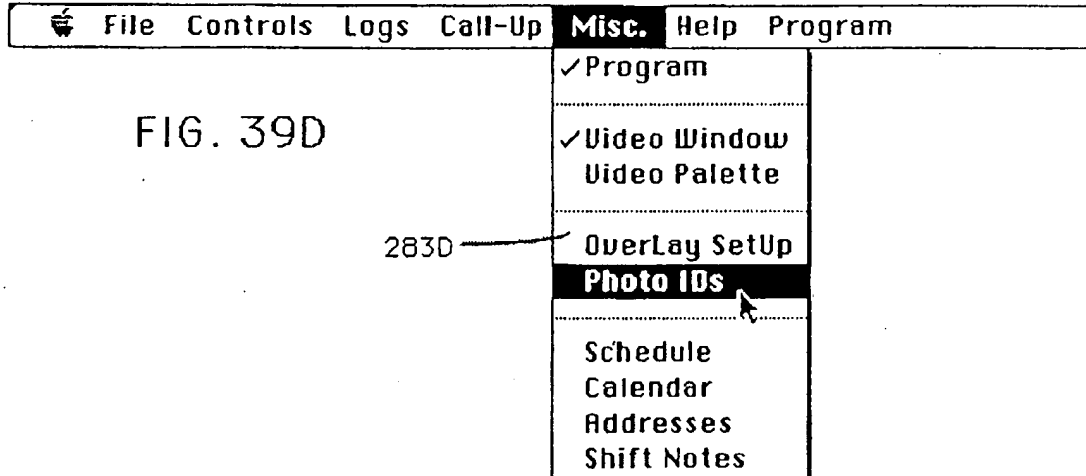 File Controls Logs Call-Up Misc. Help Program
✓Program
FIG. 39D
✓Video Window
Video Palette
283D
OverLay SetUp
Photo IDs
Schedule
Calendar
Addresses
Shift Notes